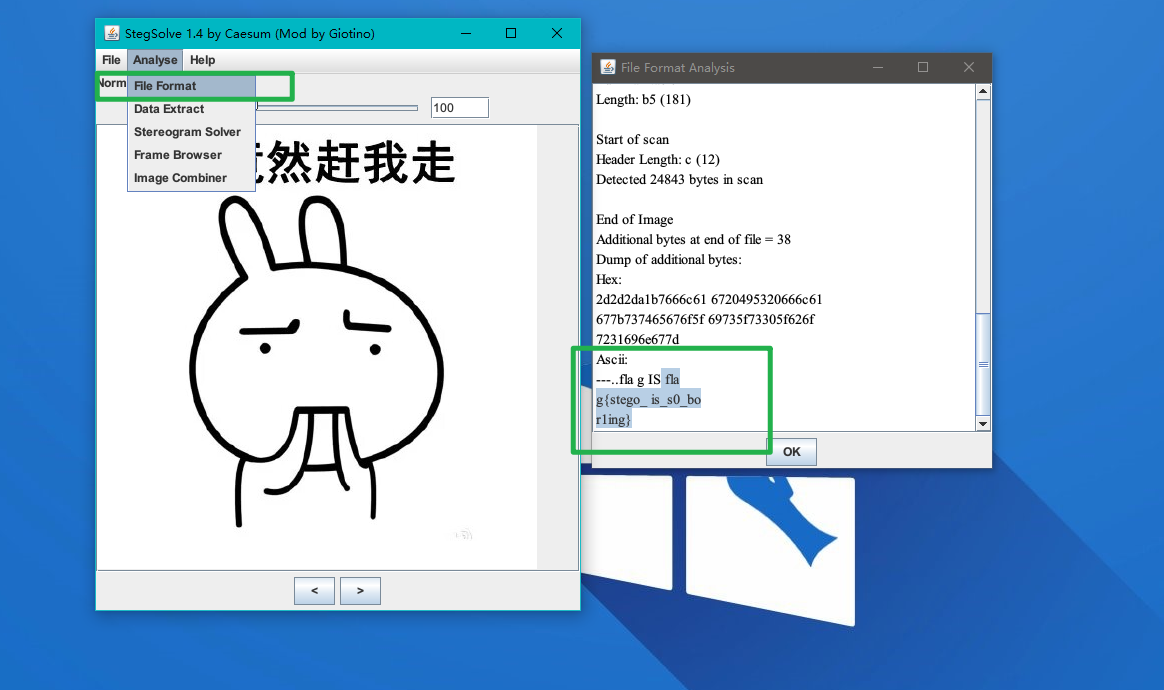 StegSolve 1.4 by Caesum (Mod by Giotino)
File Analyse Help
Norm
File Format
Data Extract
100
Stereogram Solver
Frame Browser
Image Combiner
然赶我走
<
>
File Format Analysis
Length: b5 (181)
Start of scan
Header Length: c (12)
Detected 24843 bytes in scan
End of Image
Additional bytes at end of file = 38
Dump of additional bytes:
Hex:
2d2d2da1b7666c61 6720495320666c61
677b737465676f5f 69735f73305f626f
7231696e677d
Ascii:
---..fla g IS fla
g{stego_ is_s0_bo
r1ing}
OK